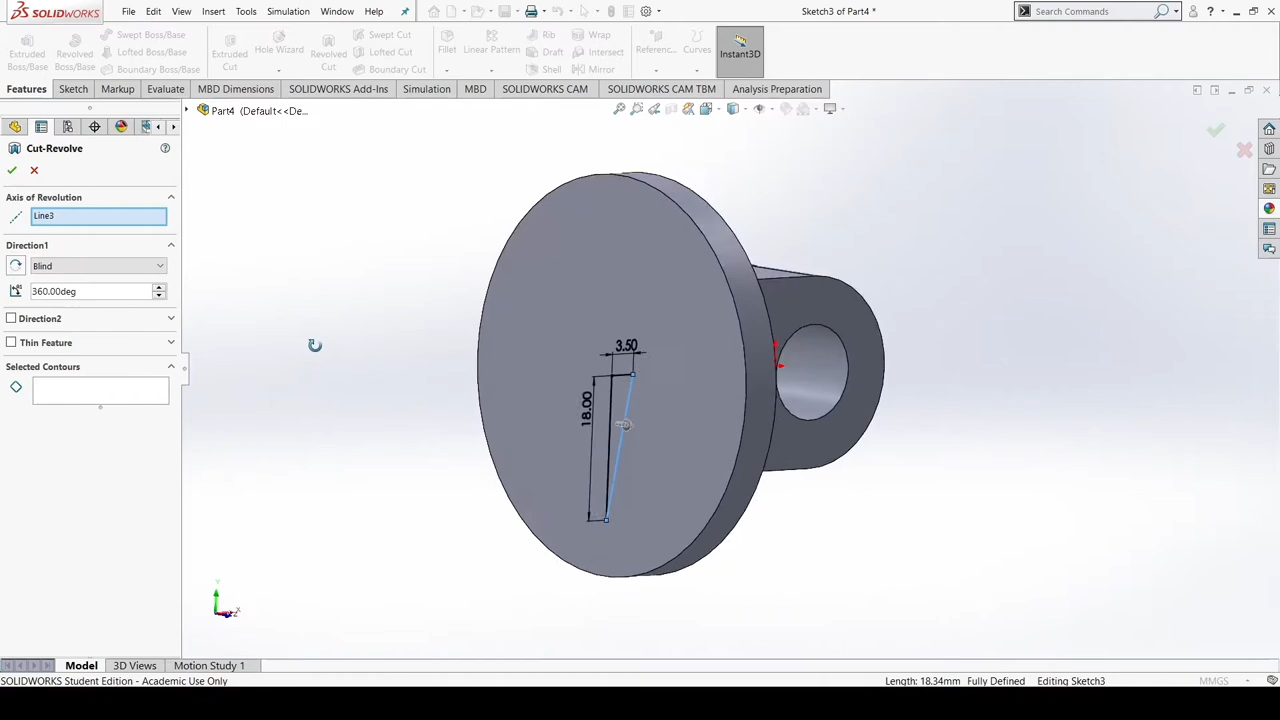 SOLIDWORKS File Edit View Insert Tools Simulation Window Help Sketch3 of Part4 * Search Commands
Extruded Boss/Base Revolved Boss/Base Swept Boss/Base Lofted Boss/Base Boundary Boss/Base Extruded Cut Hole Wizard Revolved Cut Swept Cut Lofted Cut Boundary Cut Fillet Linear Pattern Rib Draft Shell Wrap Intersect Mirror Referenc... Curves Instant3D
Features Sketch Markup Evaluate MBD Dimensions SOLIDWORKS Add-Ins Simulation MBD SOLIDWORKS CAM SOLIDWORKS CAM TBM Analysis Preparation
Part4 (Default<<De...
Cut-Revolve
Axis of Revolution
Line3
Direction1
Blind
360.00deg
Direction2
Thin Feature
Selected Contours
3.50
18.00
Model 3D Views Motion Study 1
SOLIDWORKS Student Edition - Academic Use Only Length: 18.34mm Fully Defined Editing Sketch3 MMGS